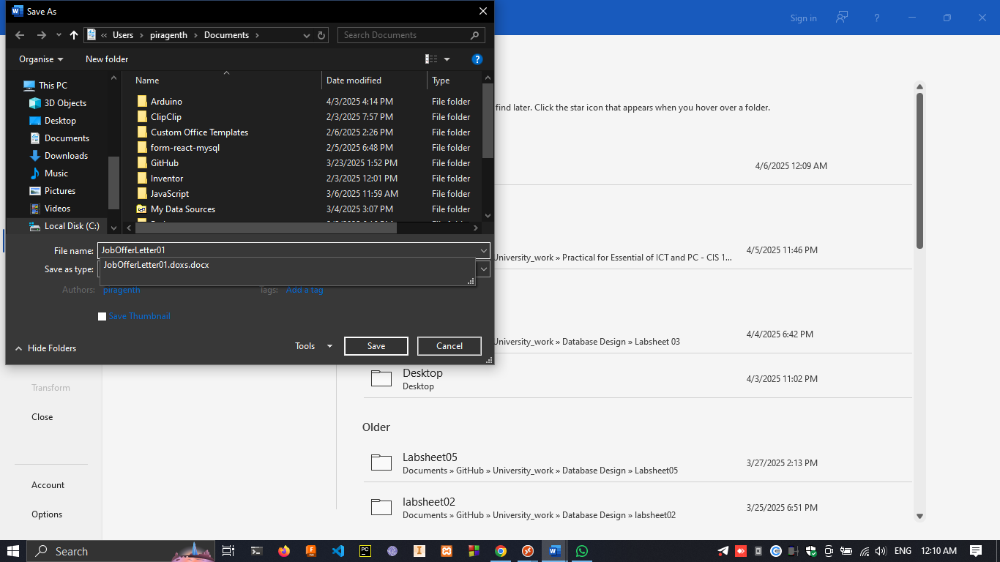 Save As
Sign in
?
« Users › piragenth › Documents ›
Search Documents
Organise
New folder
?
This PC
3D Objects
Desktop
Documents
Downloads
Music
Pictures
Videos
Local Disk (C:)
Name Date modified Type
Arduino 4/3/2025 4:14 PM File folder
ClipClip 2/3/2025 7:57 PM File folder
Custom Office Templates 2/6/2025 2:26 PM File folder
form-react-mysql 2/5/2025 6:48 PM File folder
GitHub 3/23/2025 1:52 PM File folder
Inventor 2/3/2025 12:01 PM File folder
JavaScript 3/6/2025 11:59 AM File folder
My Data Sources 3/4/2025 3:07 PM File folder
File name: JobOfferLetter01
JobOfferLetter01.doxs.docx
Save as type:
Authors: piragenth Tags: Add a tag
Save Thumbnail
Hide Folders
Tools
Save
Cancel
find later. Click the star icon that appears when you hover over a folder.
4/6/2025 12:09 AM
University_work » Practical for Essential of ICT and PC - CIS 1...
4/5/2025 11:46 PM
University_work » Database Design » Labsheet 03
4/4/2025 6:42 PM
Desktop
Desktop
4/3/2025 11:02 PM
Older
Labsheet05
Documents » GitHub » University_work » Database Design » Labsheet05
3/27/2025 2:13 PM
labsheet02
Documents » GitHub » University_work » Database Design » labsheet02
3/25/2025 6:51 PM
Transform
Close
Account
Options
Search
PC
ENG
12:10 AM